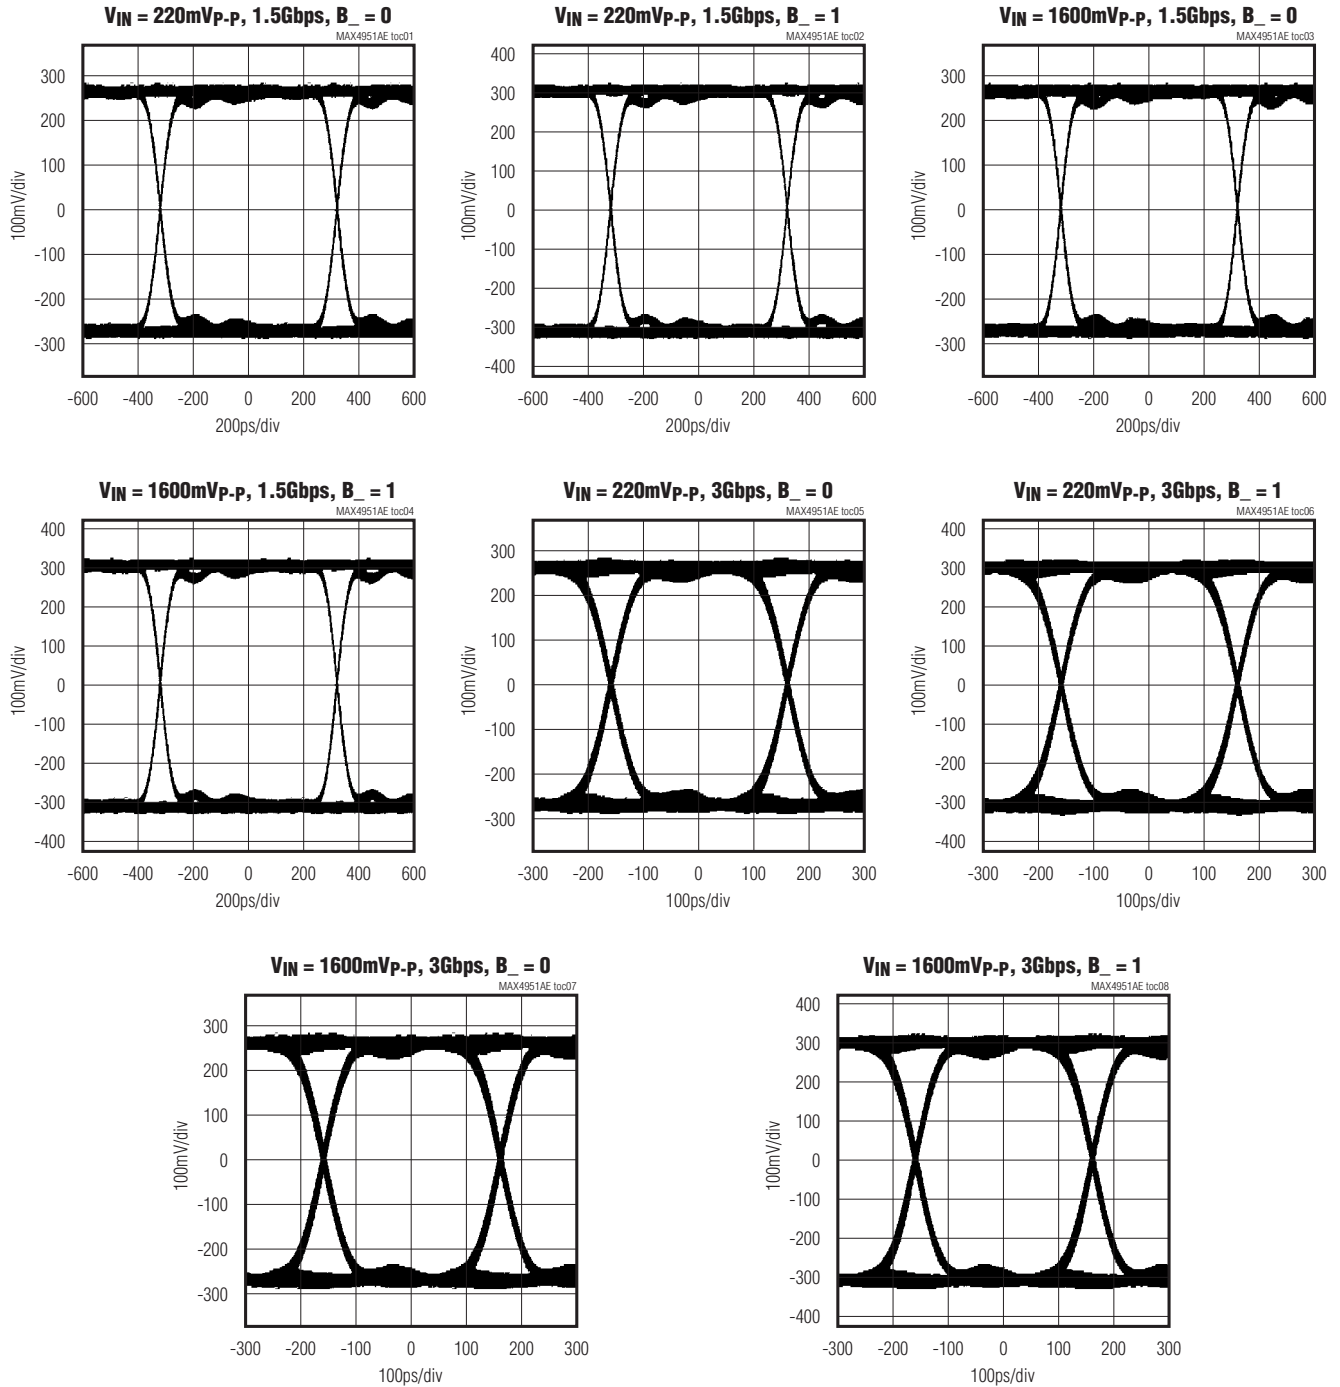 VIN = 220mVP-P, 1.5Gbps, B_ = 0
MAX4951AE toc01
300
200
100
0
-100
-200
-300
100mV/div
-600 -400 -200 0 200 400 600
200ps/div
VIN = 220mVP-P, 1.5Gbps, B_ = 1
MAX4951AE toc02
400
300
200
100
0
-100
-200
-300
-400
100mV/div
-600 -400 -200 0 200 400 600
200ps/div
VIN = 1600mVP-P, 1.5Gbps, B_ = 0
MAX4951AE toc03
300
200
100
0
-100
-200
-300
100mV/div
-600 -400 -200 0 200 400 600
200ps/div
VIN = 1600mVP-P, 1.5Gbps, B_ = 1
MAX4951AE toc04
400
300
200
100
0
-100
-200
-300
-400
100mV/div
-600 -400 -200 0 200 400 600
200ps/div
VIN = 220mVP-P, 3Gbps, B_ = 0
MAX4951AE toc05
300
200
100
0
-100
-200
-300
100mV/div
-300 -200 -100 0 100 200 300
100ps/div
VIN = 220mVP-P, 3Gbps, B_ = 1
MAX4951AE toc06
400
300
200
100
0
-100
-200
-300
-400
100mV/div
-300 -200 -100 0 100 200 300
100ps/div
VIN = 1600mVP-P, 3Gbps, B_ = 0
MAX4951AE toc07
300
200
100
0
-100
-200
-300
100mV/div
-300 -200 -100 0 100 200 300
100ps/div
VIN = 1600mVP-P, 3Gbps, B_ = 1
MAX4951AE toc08
400
300
200
100
0
-100
-200
-300
-400
100mV/div
-300 -200 -100 0 100 200 300
100ps/div